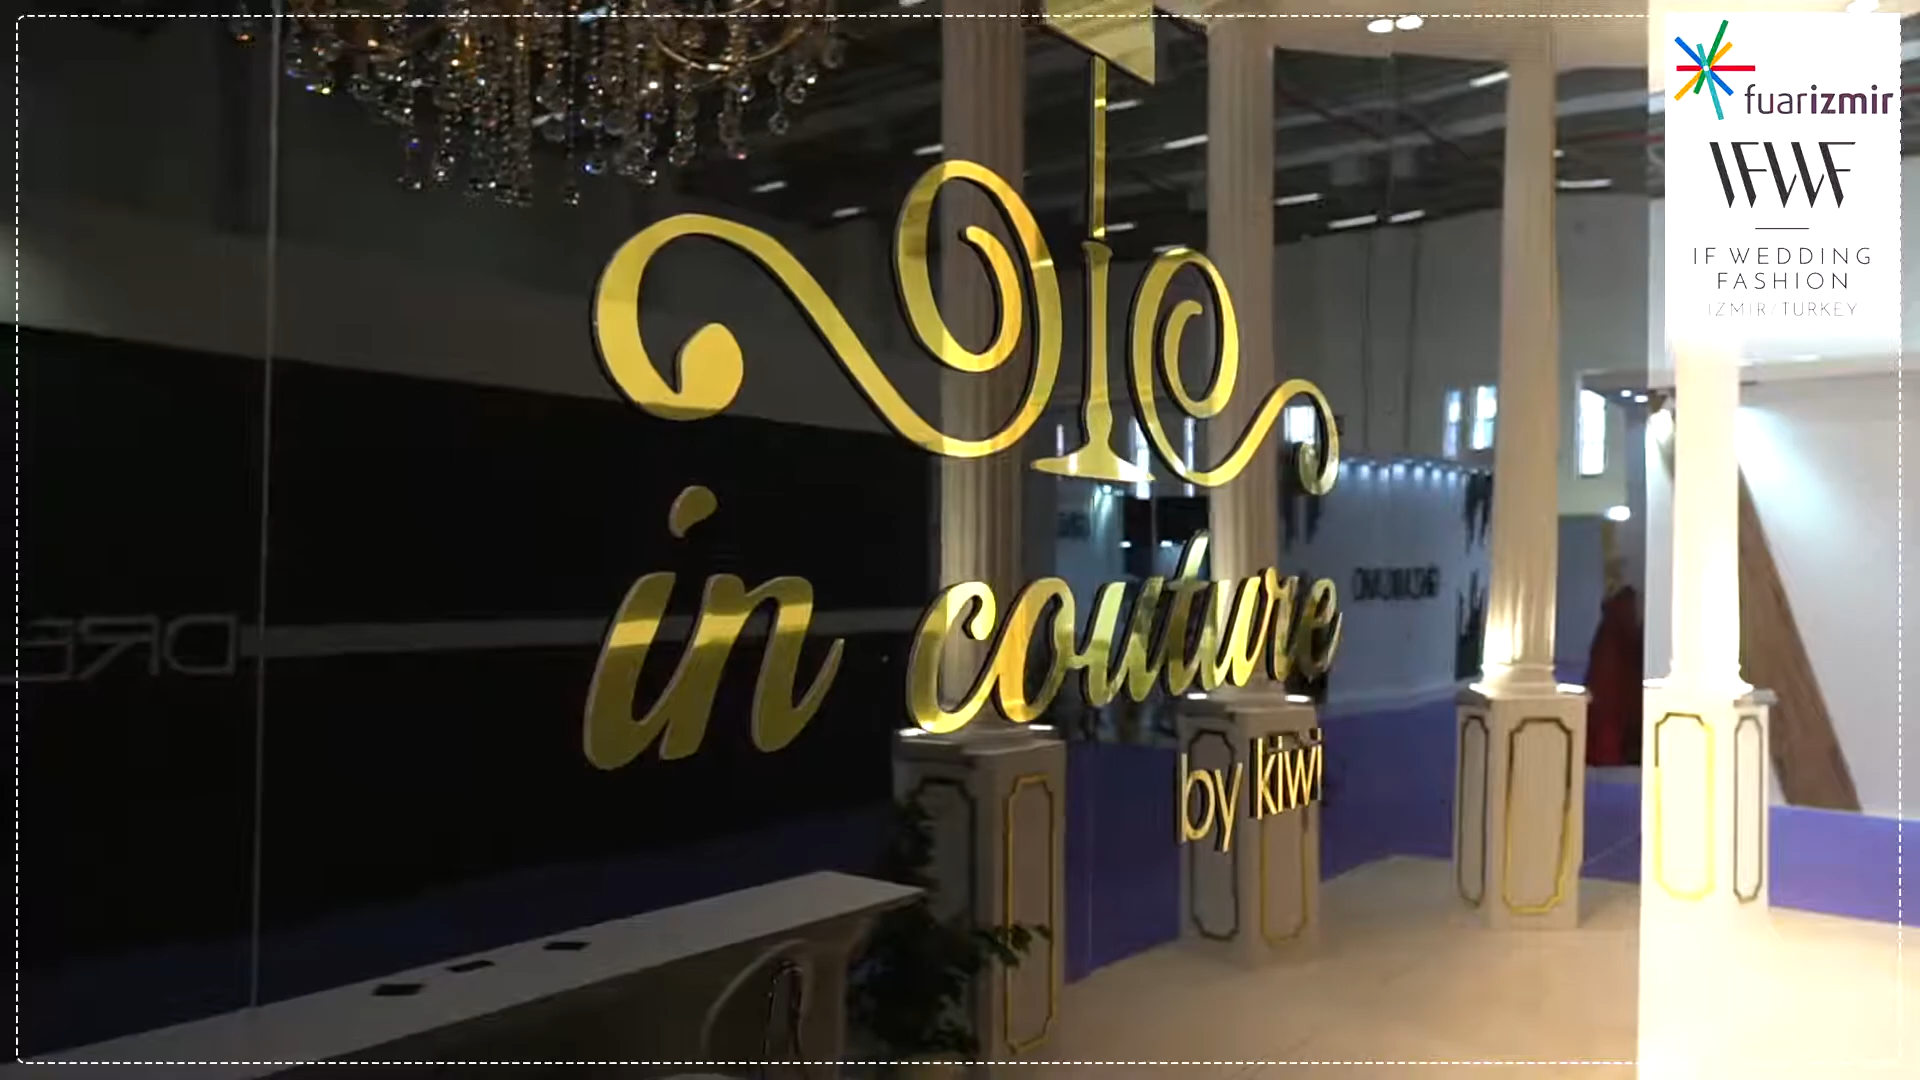 fuarizmir
IFWF
IF WEDDING
FASHION
IZMIR / TURKEY
in couture
by kiwi